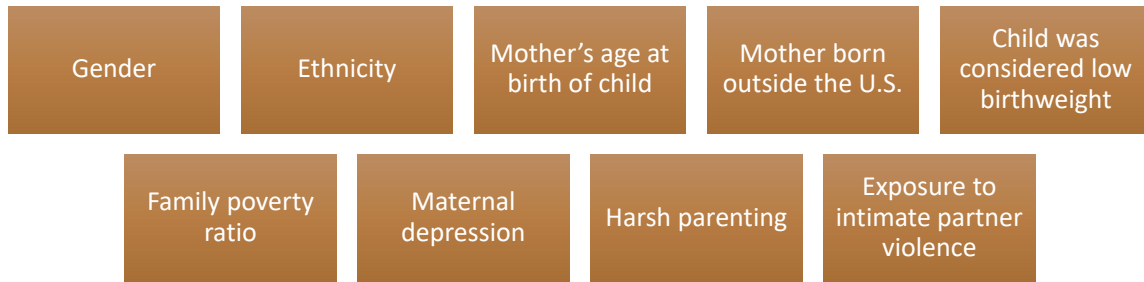 Gender
Ethnicity
Mother’s age at
birth of child
Mother born
outside the U.S.
Child was
considered low
birthweight
Family poverty
ratio
Maternal
depression
Harsh parenting
Exposure to
intimate partner
violence